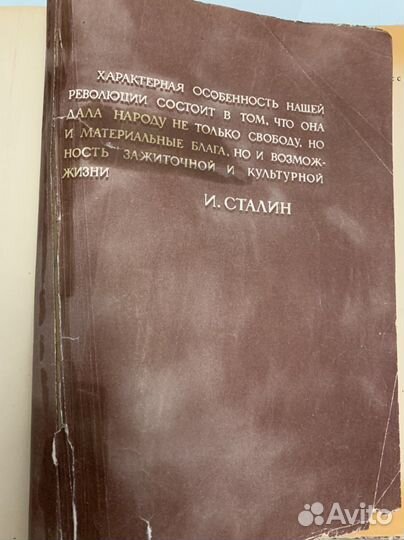 ХАРАКТЕРНАЯ ОСОБЕННОСТЬ НАШЕЙ
РЕВОЛЮЦИИ СОСТОИТ В ТОМ, ЧТО ОНА
ДАЛА НАРОДУ НЕ ТОЛЬКО СВОБОДУ, НО
И МАТЕРИАЛЬНЫЕ БЛАГА, НО И ВОЗМОЖ-
НОСТЬ ЗАЖИТОЧНОЙ И КУЛЬТУРНОЙ
ЖИЗНИ
И. СТАЛИН
Avito